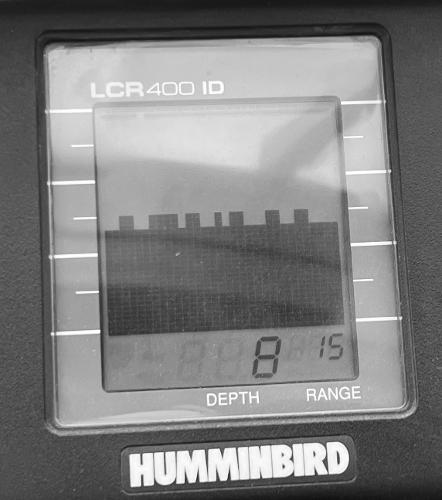 LCR400 ID
8 15
DEPTH RANGE
HUMMINBIRD